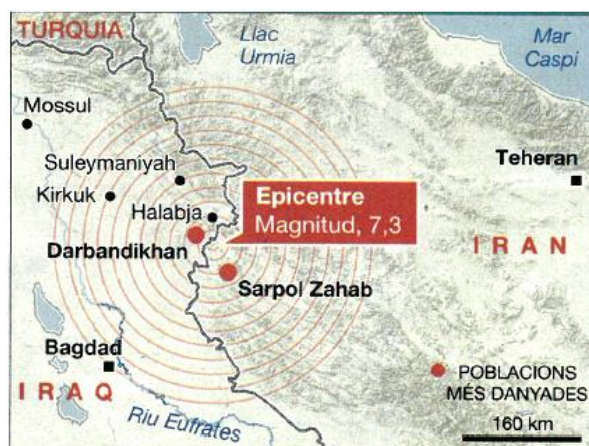 TURQUIA
Llac
Urmia
Mar
Caspi
Mossul
Suleymaniyah
Kirkuk
Halabja
Epicentre
Magnitud, 7,3
Teheran
Darbandikhan
IRAN
Sarpol Zahab
Bagdad
IRAQ
Riu Eufrates
POBLACIONS
MÉS DANYADES
160 km